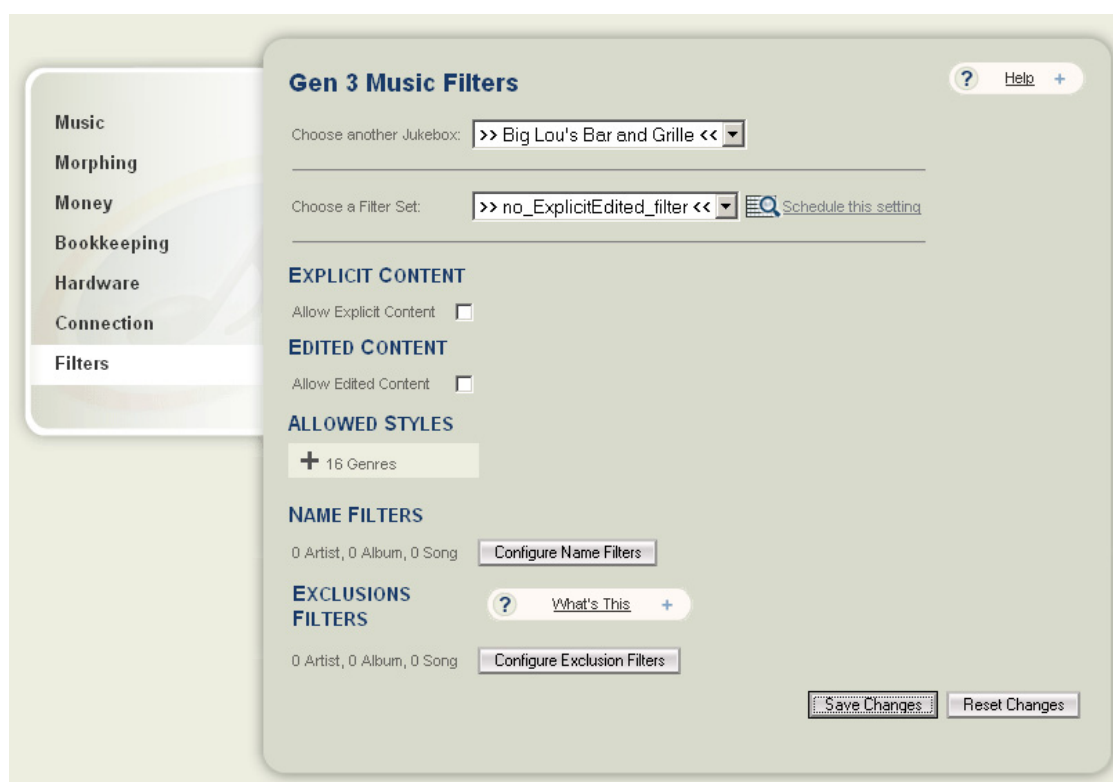 Music
Morphing
Money
Bookkeeping
Hardware
Connection
Filters
Gen 3 Music Filters
? Help +
Choose another Jukebox: >> Big Lou's Bar and Grille <<
Choose a Filter Set: >> no_ExplicitEdited_filter << Schedule this setting
EXPLICIT CONTENT
Allow Explicit Content
EDITED CONTENT
Allow Edited Content
ALLOWED STYLES
+ 16 Genres
NAME FILTERS
0 Artist, 0 Album, 0 Song Configure Name Filters
EXCLUSIONS
FILTERS
? What's This +
0 Artist, 0 Album, 0 Song Configure Exclusion Filters
Save Changes Reset Changes